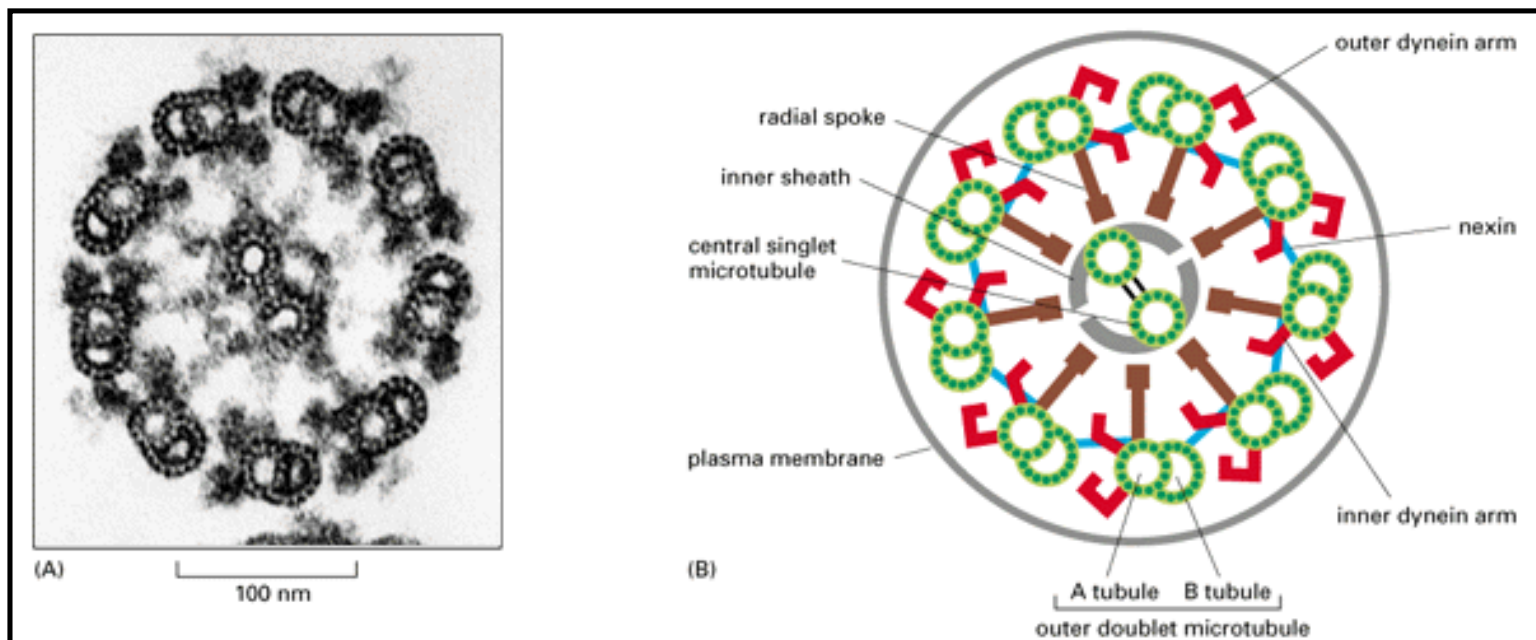 outer dynein arm
radial spoke
inner sheath
nexin
central singlet
microtubule
plasma membrane
inner dynein arm
(A)
100 nm
(B)
A tubule B tubule
outer doublet microtubule